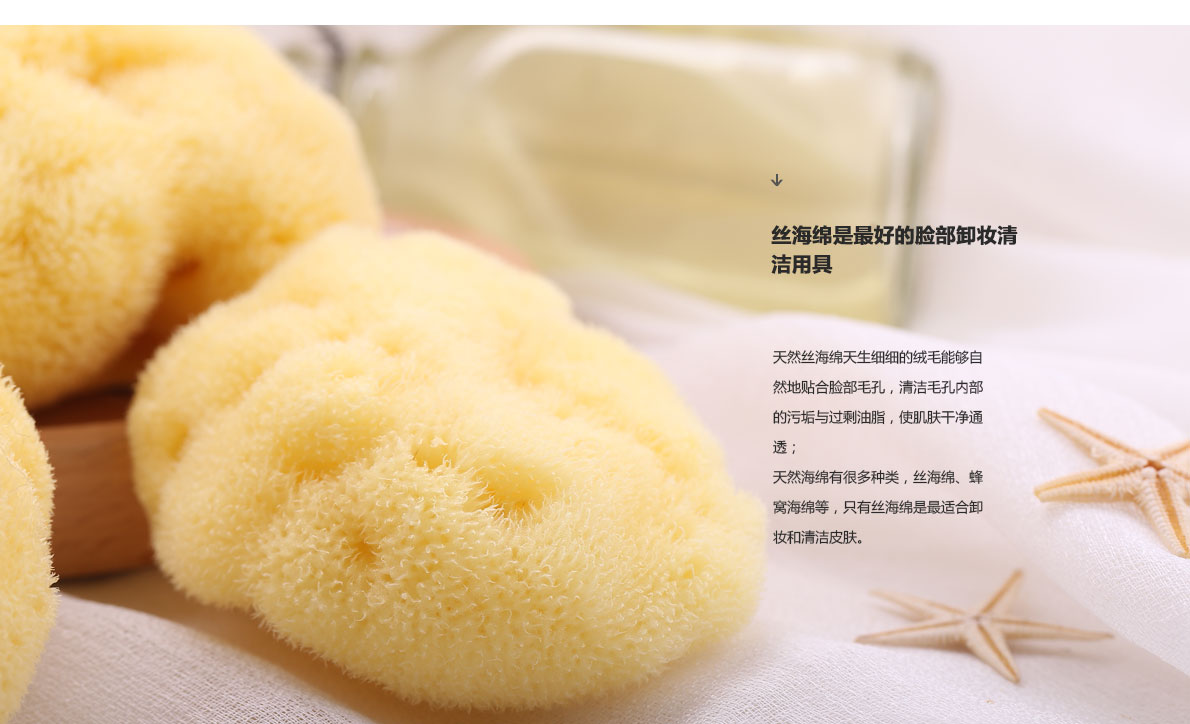 丝海绵是最好的脸部卸妆清
洁用具
天然丝海绵天生细细的绒毛能够自
然地贴合脸部毛孔，清洁毛孔内部
的污垢与过剩油脂，使肌肤干净通
透；
天然海绵有很多种类，丝海绵、蜂
窝海绵等，只有丝海绵是最适合卸
妆和清洁皮肤。